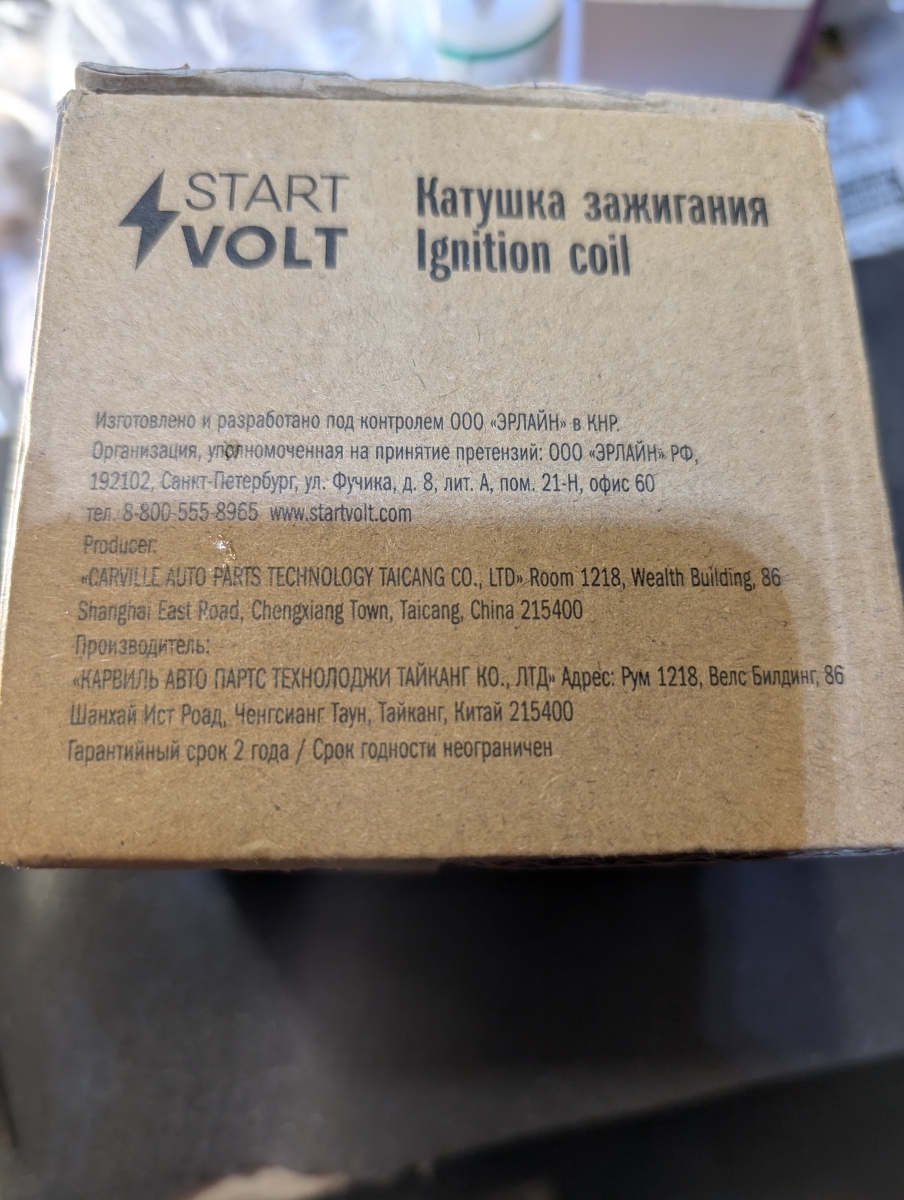 START
VOLT
Катушка зажигания
Ignition coil
Изготовлено и разработано под контролем ООО «ЭРЛАЙН» в КНР.
Организация, уполномоченная на принятие претензий: ООО «ЭРЛАЙН» РФ,
192102, Санкт-Петербург, ул. Фучика, д. 8, лит. А, пом. 21-Н, офис 60
тел. 8-800-555-8965 www.startvolt.com
Producer:
«CARVILLE AUTO PARTS TECHNOLOGY TAICANG CO., LTD» Room 1218, Wealth Building, 86
Shanghai East Road, Chengxiang Town, Taicang, China 215400
Производитель:
«КАРВИЛЬ АВТО ПАРТС ТЕХНОЛОДЖИ ТАЙКАНГ КО., ЛТД» Адрес: Рум 1218, Велс Билдинг, 86
Шанхай Ист Роад, Ченгсианг Таун, Тайканг, Китай 215400
Гарантийный срок 2 года / Срок годности неограничен